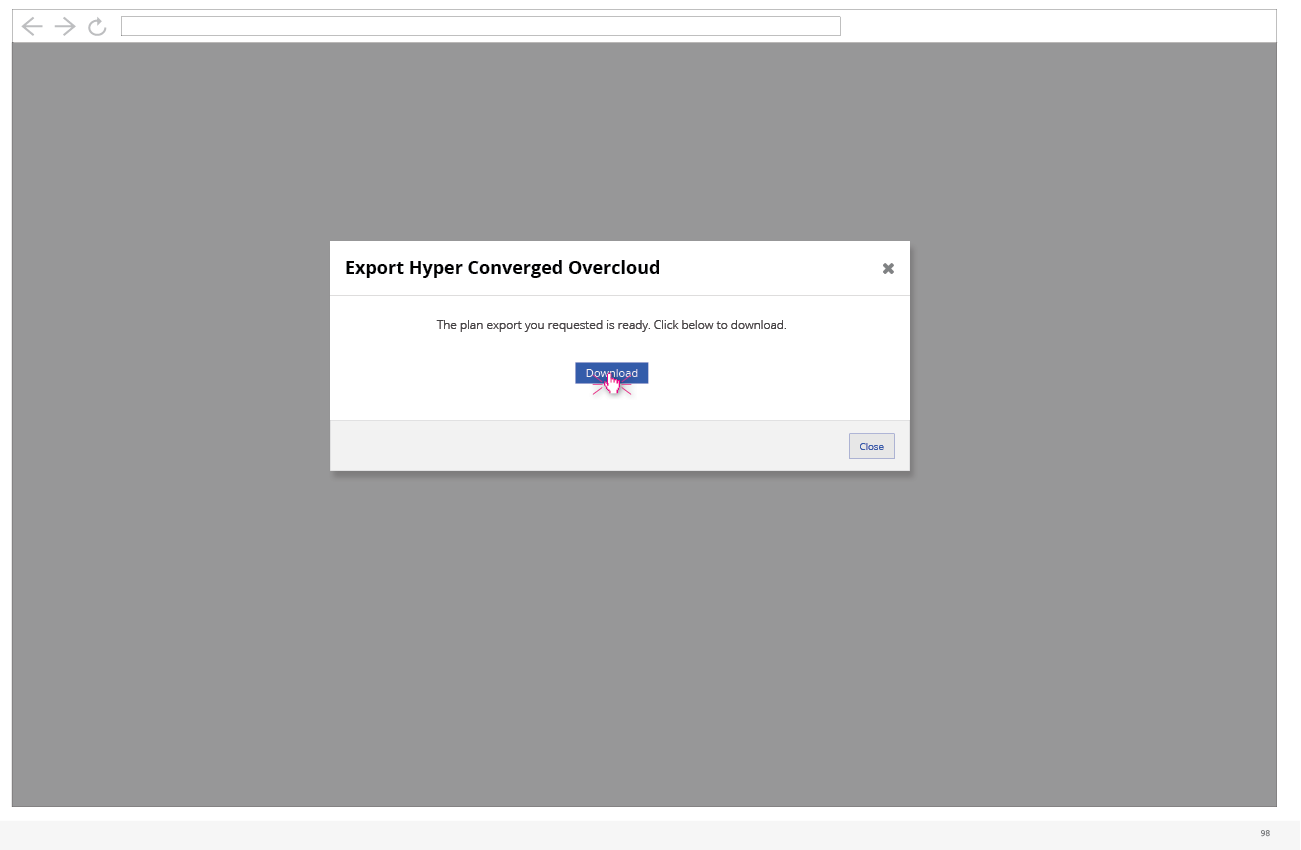 Export Hyper Converged Overcloud
The plan export you requested is ready. Click below to download.
Download
Close
98